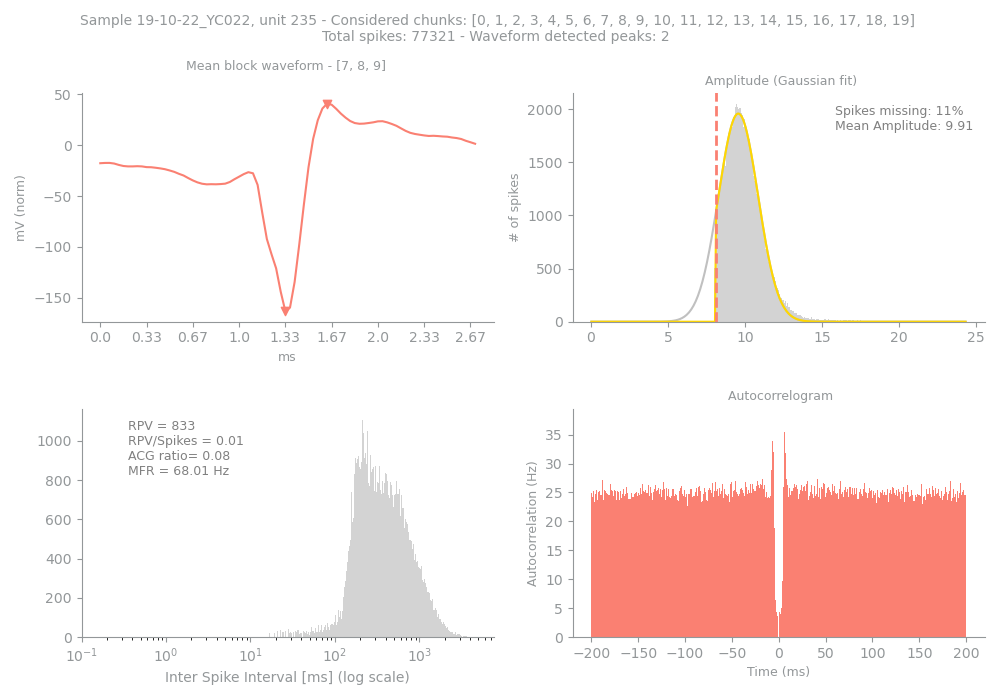 Sample 19-10-22_YC022, unit 235 - Considered chunks: [0, 1, 2, 3, 4, 5, 6, 7, 8, 9, 10, 11, 12, 13, 14, 15, 16, 17, 18, 19]
Total spikes: 77321 - Waveform detected peaks: 2
Mean block waveform - [7, 8, 9]
50
0
−50
−100
−150
mV (norm)
0.0 0.33 0.67 1.0 1.33 1.67 2.0 2.33 2.67
ms
Amplitude (Gaussian fit)
Spikes missing: 11%
Mean Amplitude: 9.91
2000
1500
1000
500
0
# of spikes
0 5 10 15 20 25
RPV = 833
RPV/Spikes = 0.01
ACG ratio= 0.08
MFR = 68.01 Hz
1000
800
600
400
200
0
10⁻¹ 10⁰ 10¹ 10² 10³
Inter Spike Interval [ms] (log scale)
Autocorrelogram
35
30
25
20
15
10
5
0
Autocorrelation (Hz)
−200 −150 −100 −50 0 50 100 150 200
Time (ms)